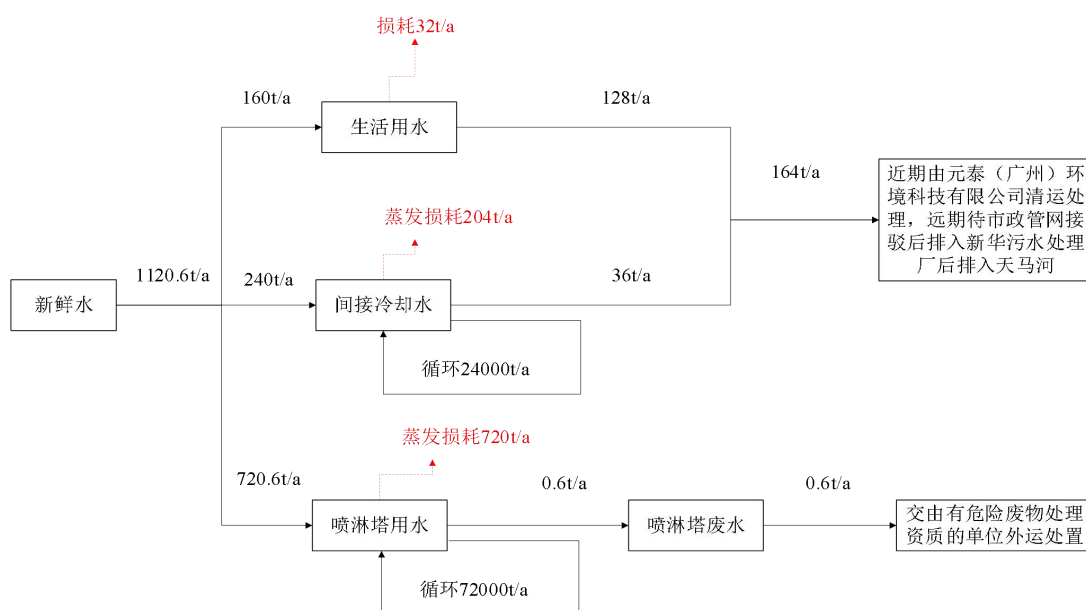 损耗32t/a
160t/a
生活用水
128t/a
164t/a
近期由元泰（广州）环
境科技有限公司清运处
理，远期待市政管网接
驳后排入新华污水处理
厂后排入天马河
蒸发损耗204t/a
新鲜水
1120.6t/a
240t/a
间接冷却水
36t/a
循环24000t/a
蒸发损耗720t/a
720.6t/a
喷淋塔用水
0.6t/a
喷淋塔废水
0.6t/a
交由有危险废物处理
资质的单位外运处置
循环72000t/a